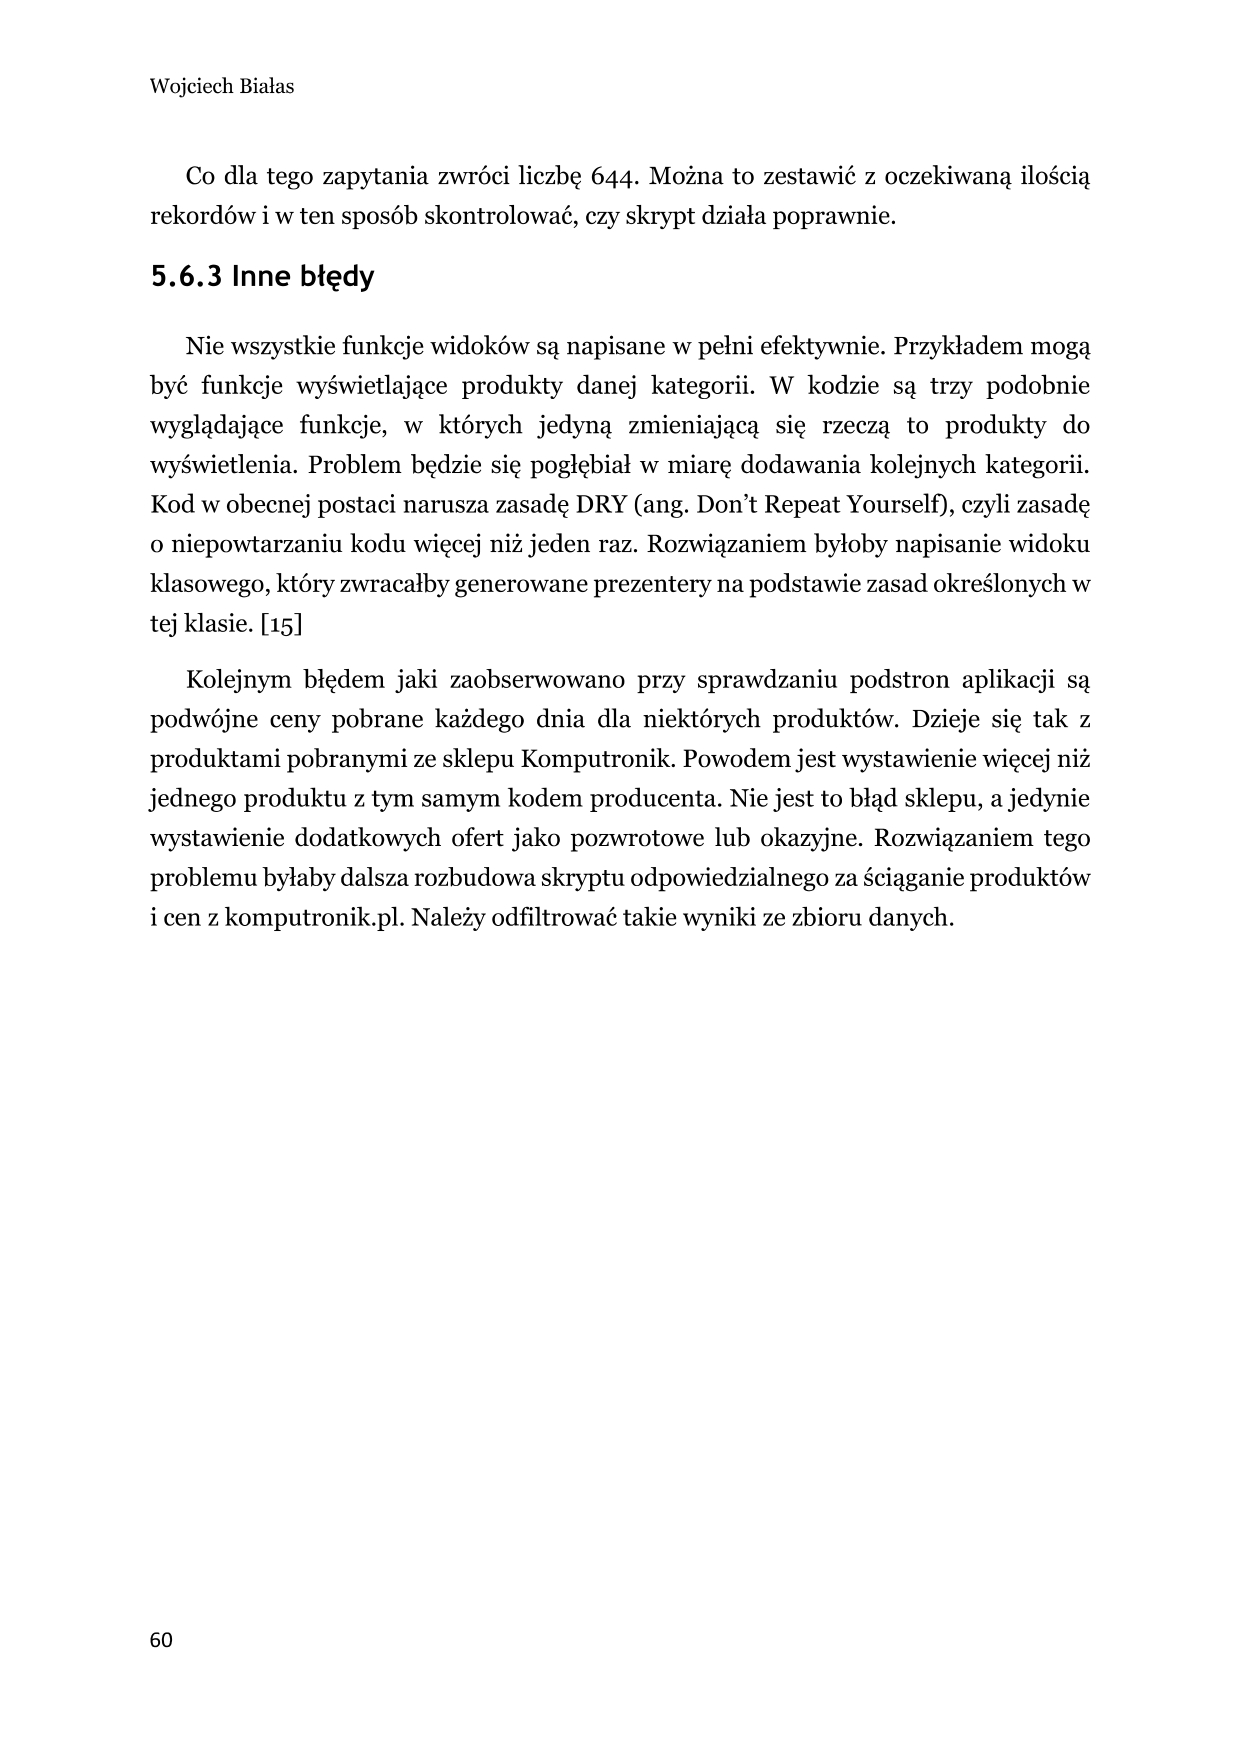 Wojciech Białas
Co dla tego zapytania zwróci liczbę 644. Można to zestawić z oczekiwaną ilością
rekordów i w ten sposób skontrolować, czy skrypt działa poprawnie.
5.6.3 Inne błędy
Nie wszystkie funkcje widoków są napisane w pełni efektywnie. Przykładem mogą
być funkcje wyświetlające produkty danej kategorii. W kodzie są trzy podobnie
wyglądające funkcje, w których jedyną zmieniającą się rzeczą to produkty do
wyświetlenia. Problem będzie się pogłębiał w miarę dodawania kolejnych kategorii.
Kod w obecnej postaci narusza zasadę DRY (ang. Don’t Repeat Yourself), czyli zasadę
o niepowtarzaniu kodu więcej niż jeden raz. Rozwiązaniem byłoby napisanie widoku
klasowego, który zwracałby generowane prezentery na podstawie zasad określonych w
tej klasie. [15]
Kolejnym błędem jaki zaobserwowano przy sprawdzaniu podstron aplikacji są
podwójne ceny pobrane każdego dnia dla niektórych produktów. Dzieje się tak z
produktami pobranymi ze sklepu Komputronik. Powodem jest wystawienie więcej niż
jednego produktu z tym samym kodem producenta. Nie jest to błąd sklepu, a jedynie
wystawienie dodatkowych ofert jako pozwrotowe lub okazyjne. Rozwiązaniem tego
problemu byłaby dalsza rozbudowa skryptu odpowiedzialnego za ściąganie produktów
i cen z komputronik.pl. Należy odfiltrować takie wyniki ze zbioru danych.
60